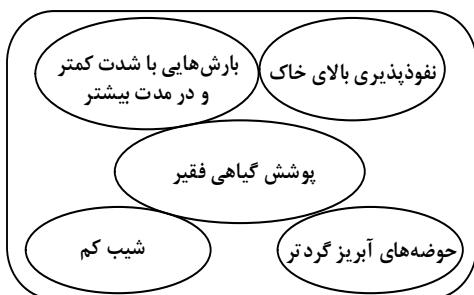 نفوذپذیری بالای خاک
بارش‌هایی با شدت کمتر
و در مدت بیشتر
پوشش گیاهی فقیر
حوضه‌های آبریز گردتر
شیب کم